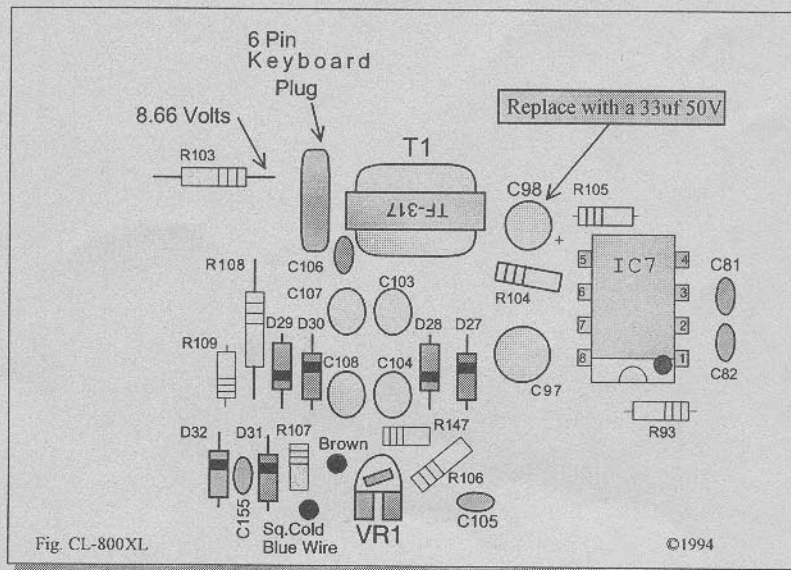 6 Pin
Keyboard
Plug
8.66 Volts
Replace with a 33uf 50V
R103
T1
TF-317
C98
+
R105
IC7
5
4
6
3
7
2
8
1
C81
C82
R104
C106
R108
C107
C103
D29
D30
D28
D27
R109
C108
C104
C97
R93
D32
D31
R107
Brown
R147
R106
C155
C105
Sq.Cold
Blue Wire
VR1
Fig. CL-800XL
©1994